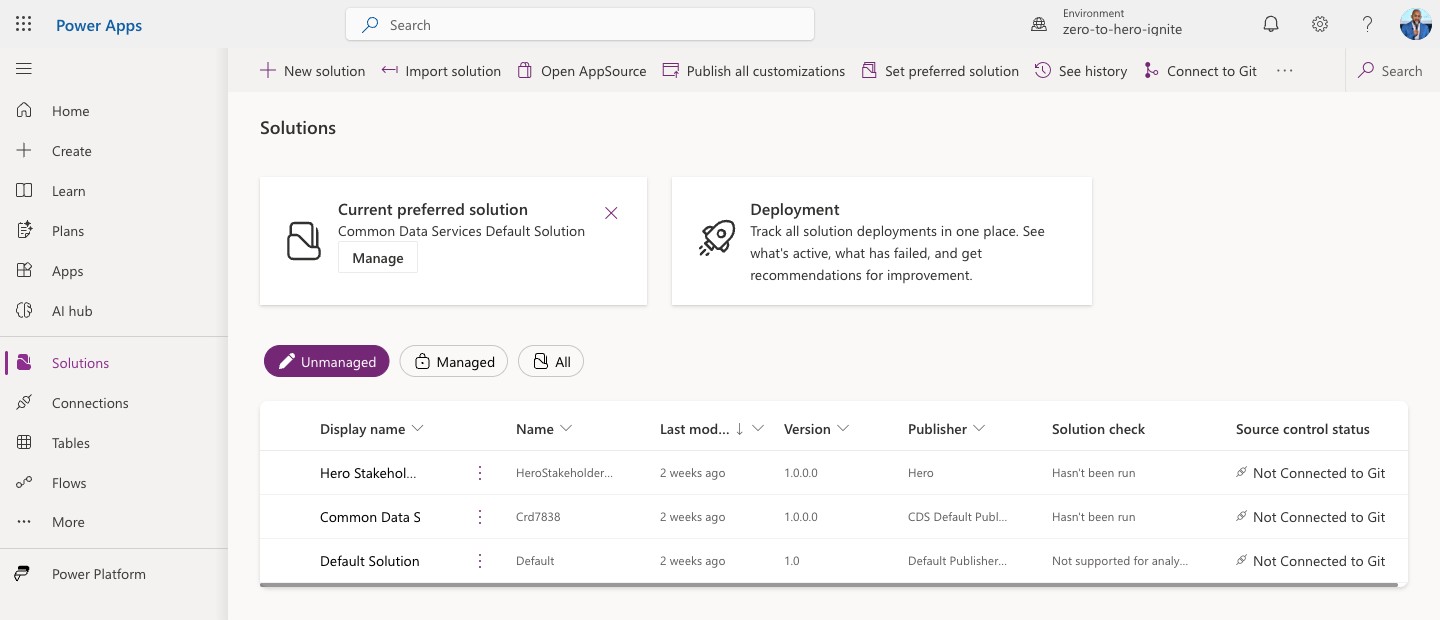 Power Apps
Search
Environment
zero-to-hero-ignite
New solution
Import solution
Open AppSource
Publish all customizations
Set preferred solution
See history
Connect to Git
Search
Home
Create
Learn
Plans
Apps
AI hub
Solutions
Connections
Tables
Flows
More
Power Platform
Solutions
Current preferred solution
Common Data Services Default Solution
Manage
Deployment
Track all solution deployments in one place. See
what's active, what has failed, and get
recommendations for improvement.
Unmanaged
Managed
All
Display name Name Last mod... Version Publisher Solution check Source control status
Hero Stakehol... HeroStakeholder... 2 weeks ago 1.0.0.0 Hero Hasn't been run Not Connected to Git
Common Data S Crd7838 2 weeks ago 1.0.0.0 CDS Default Publ... Hasn't been run Not Connected to Git
Default Solution Default 2 weeks ago 1.0 Default Publisher... Not supported for analy... Not Connected to Git